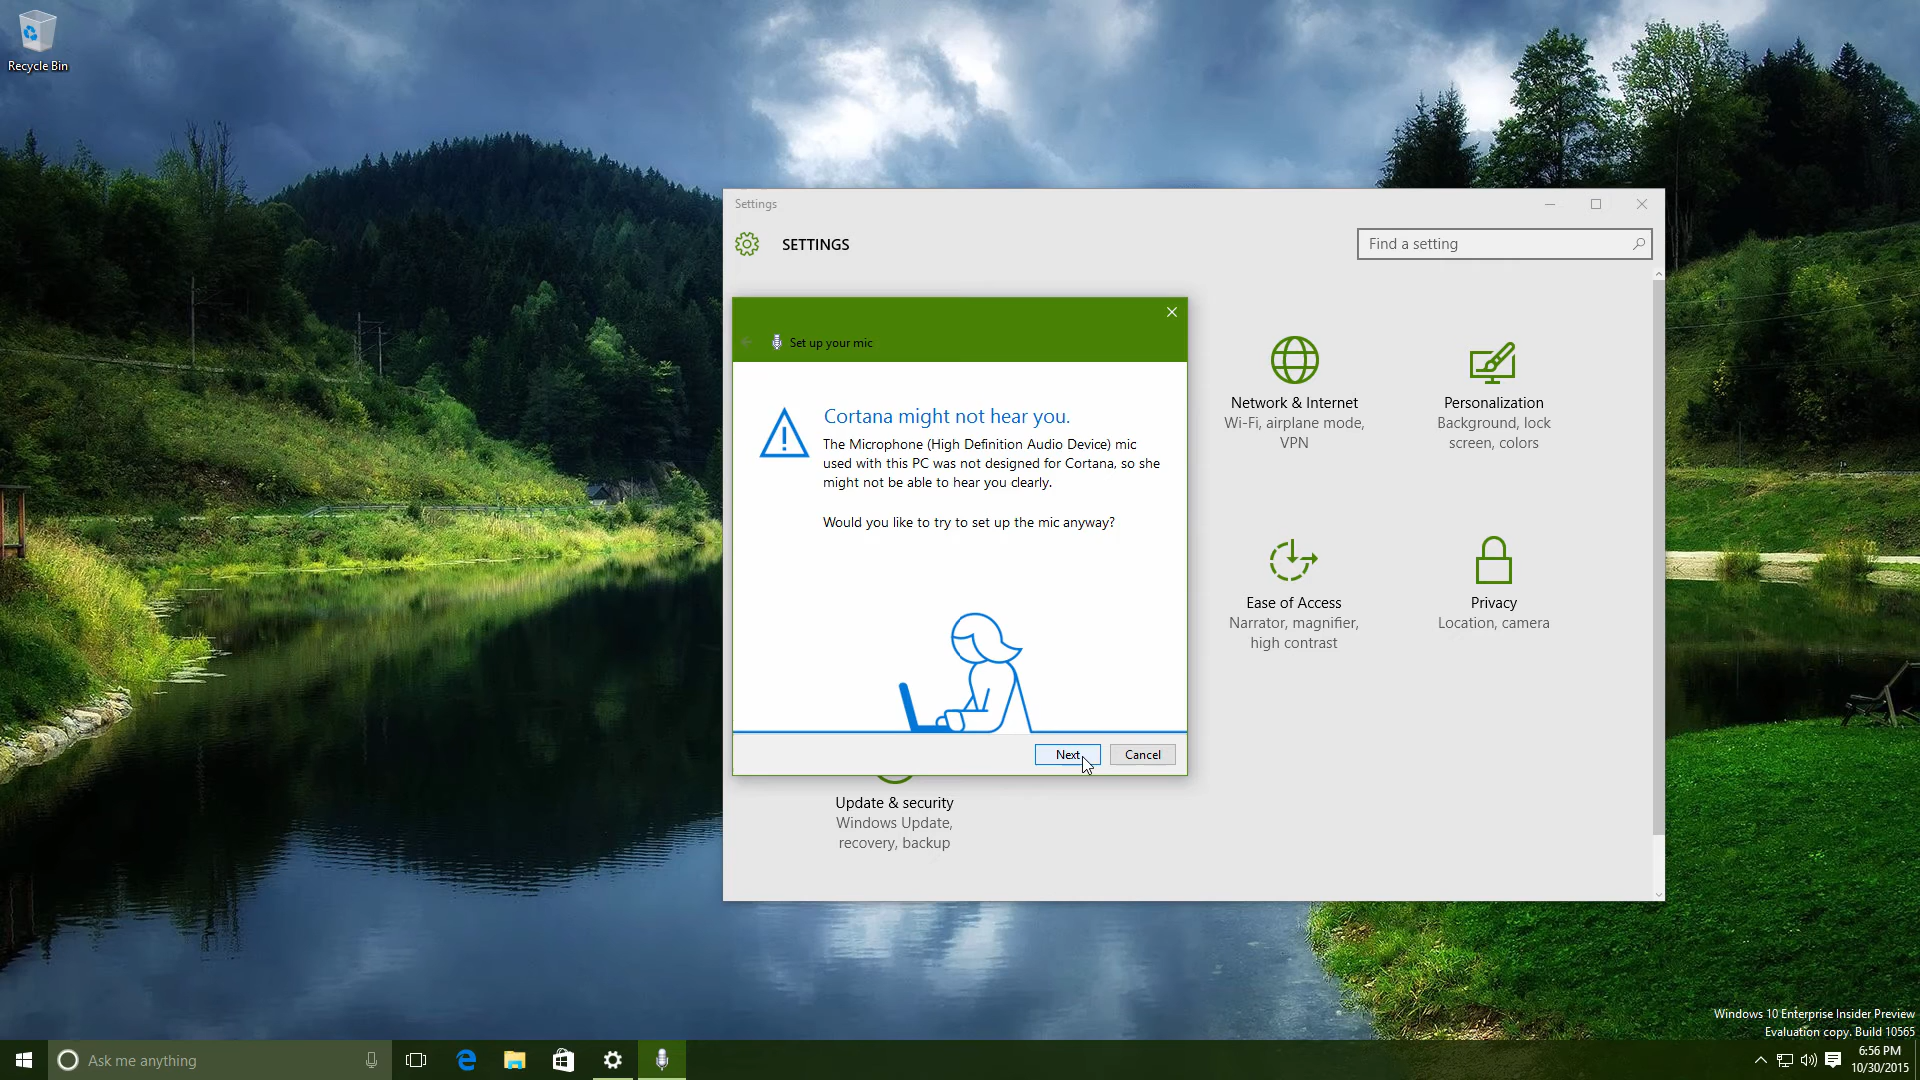 Recycle Bin
Settings
SETTINGS
Find a setting
Set up your mic
Cortana might not hear you.
The Microphone (High Definition Audio Device) mic
used with this PC was not designed for Cortana, so she
might not be able to hear you clearly.
Would you like to try to set up the mic anyway?
Next
Cancel
Network & Internet
Wi-Fi, airplane mode,
VPN
Personalization
Background, lock
screen, colors
Ease of Access
Narrator, magnifier,
high contrast
Privacy
Location, camera
Update & security
Windows Update,
recovery, backup
Windows 10 Enterprise Insider Preview
Evaluation copy. Build 10565
Ask me anything
6:56 PM
10/30/2015